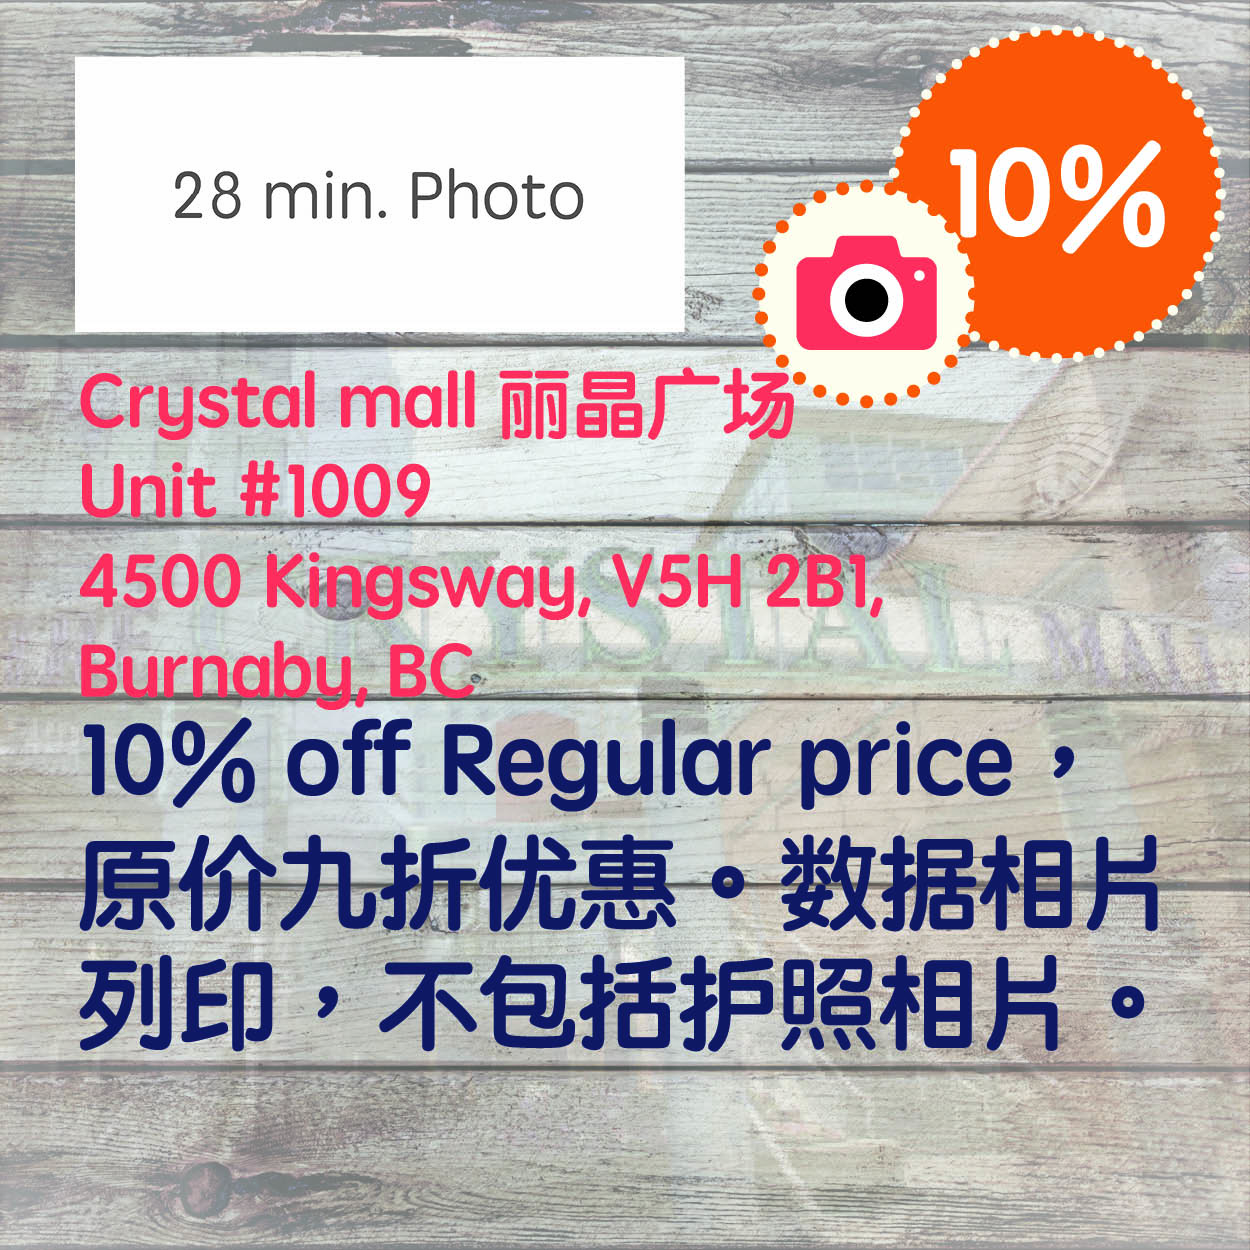 28 min. Photo
10%
Crystal mall 丽晶广场
Unit #1009
4500 Kingsway, V5H 2B1,
Burnaby, BC
CRYSTAL MALL
10% off Regular price，
原价九折优惠。数据相片
列印，不包括护照相片。